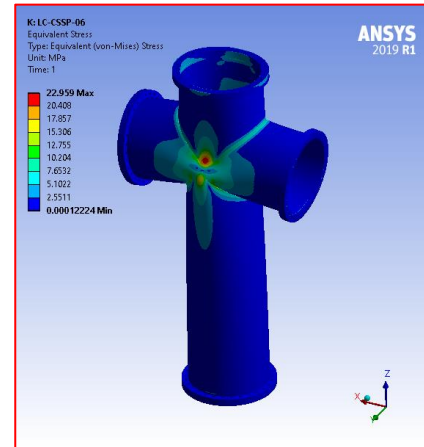 K: LC-CSSP-06
Equivalent Stress
Type: Equivalent (von-Mises) Stress
Unit: MPa
Time: 1
22.959 Max
20.408
17.857
15.306
12.755
10.204
7.6532
5.1022
2.5511
0.00012224 Min
ANSYS
2019 R1
Z
X
Y